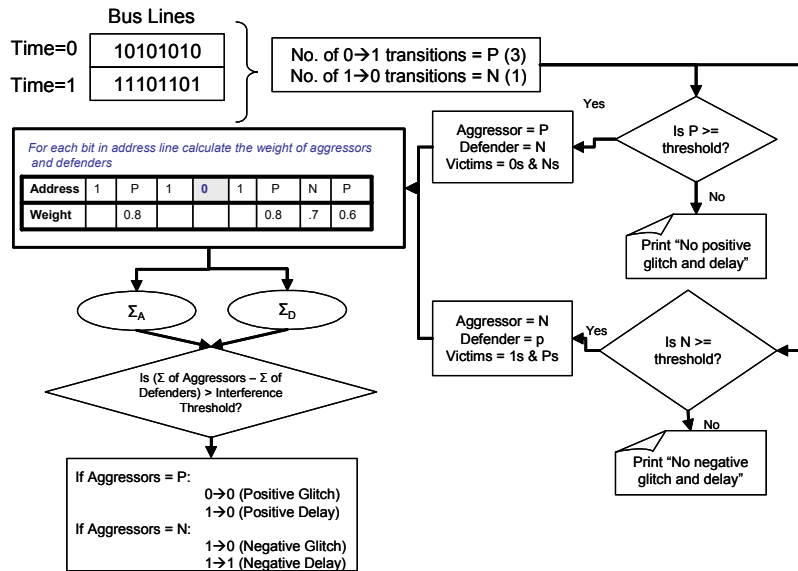 Bus Lines
Time=0
10101010
Time=1
11101101
No. of 0→1 transitions = P (3)
No. of 1→0 transitions = N (1)
Is P >=
threshold?
Yes
No
Print “No positive
glitch and delay”
Aggressor = P
Defender = N
Victims = 0s & Ns
For each bit in address line calculate the weight of aggressors
and defenders
Address 1 P 1 0 1 P N P
Weight 0.8 0.8 .7 0.6
Is N >=
threshold?
Yes
No
Print “No negative
glitch and delay”
Aggressor = N
Defender = p
Victims = 1s & Ps
ΣA
ΣD
Is (Σ of Aggressors – Σ of
Defenders) > Interference
Threshold?
If Aggressors = P:
0→0 (Positive Glitch)
1→0 (Positive Delay)
If Aggressors = N:
1→0 (Negative Glitch)
1→1 (Negative Delay)